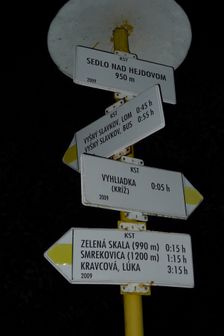 KST
SEDLO NAD HEJDOVOM
950 m
2009
KST
VYŠNÝ SLAVKOV, LOM 0:45 h
VYŠNÝ SLAVKOV, BUS 0:55 h
KST
VYHLIADKA
(KRÍŽ) 0:05 h
2009
KST
ZELENÁ SKALA (990 m) 0:15 h
SMREKOVICA (1200 m) 1:15 h
KRAVCOVÁ, LÚKA 3:15 h
2009